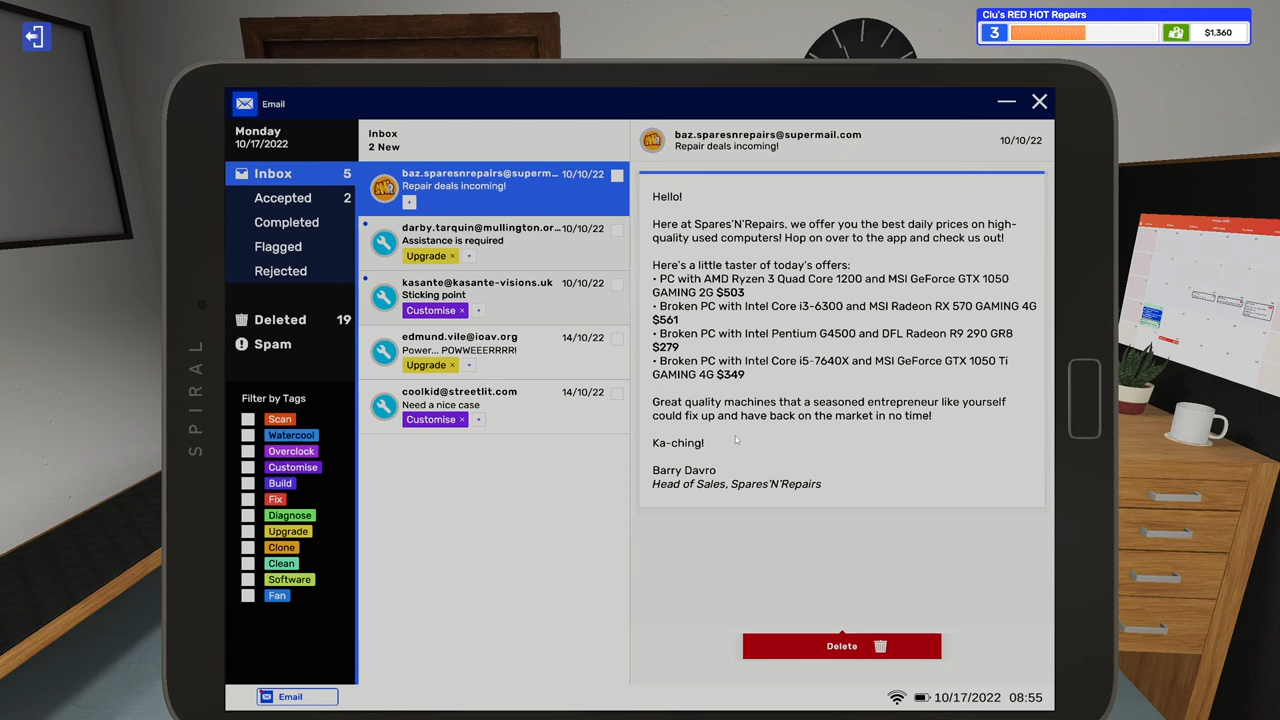 Clu's RED HOT Repairs
3
$1,360
Email
Monday
10/17/2022
Inbox 5
Accepted 2
Completed
Flagged
Rejected
Deleted 19
Spam
Filter by Tags
Scan
Watercool
Overclock
Customise
Build
Fix
Diagnose
Upgrade
Clone
Clean
Software
Fan
Inbox
2 New
baz.sparesnrepairs@superm... 10/10/22
Repair deals incoming!
+
darby.tarquin@mullington.or... 10/10/22
Assistance is required
Upgrade × +
kasante@kasante-visions.uk 10/10/22
Sticking point
Customise × +
edmund.vile@ioav.org 14/10/22
Power... POWWEEERRRR!
Upgrade × +
coolkid@streetlit.com 14/10/22
Need a nice case
Customise × +
baz.sparesnrepairs@supermail.com 10/10/22
Repair deals incoming!
Hello!
Here at Spares'N'Repairs, we offer you the best daily prices on high-
quality used computers! Hop on over to the app and check us out!
Here's a little taster of today's offers:
• PC with AMD Ryzen 3 Quad Core 1200 and MSI GeForce GTX 1050
GAMING 2G $503
• Broken PC with Intel Core i3-6300 and MSI Radeon RX 570 GAMING 4G
$561
• Broken PC with Intel Pentium G4500 and DFL Radeon R9 290 GR8
$279
• Broken PC with Intel Core i5-7640X and MSI GeForce GTX 1050 Ti
GAMING 4G $349
Great quality machines that a seasoned entrepreneur like yourself
could fix up and have back on the market in no time!
Ka-ching!
Barry Davro
Head of Sales, Spares'N'Repairs
Delete
SPIRAL
Email
10/17/2022 08:55